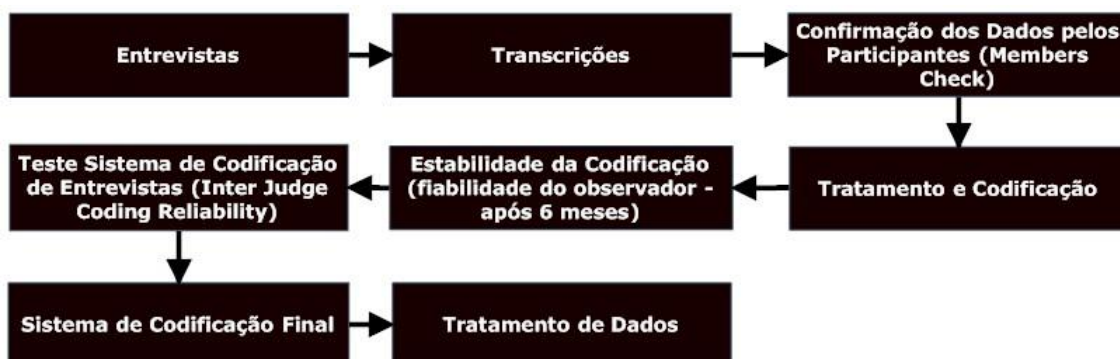 Entrevistas
Transcrições
Confirmação dos Dados pelos
Participantes (Members
Check)
Tratamento e Codificação
Estabilidade da Codificação
(fiabilidade do observador -
após 6 meses)
Teste Sistema de Codificação
de Entrevistas (Inter Judge
Coding Reliability)
Sistema de Codificação Final
Tratamento de Dados